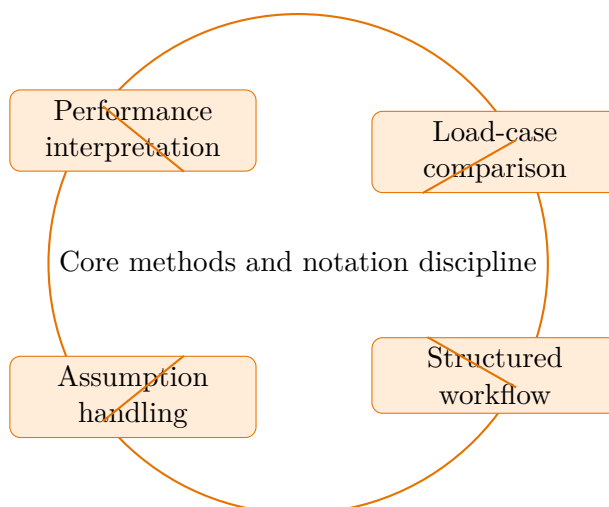 Performance
interpretation
Load-case
comparison
Core methods and notation discipline
Assumption
handling
Structured
workflow